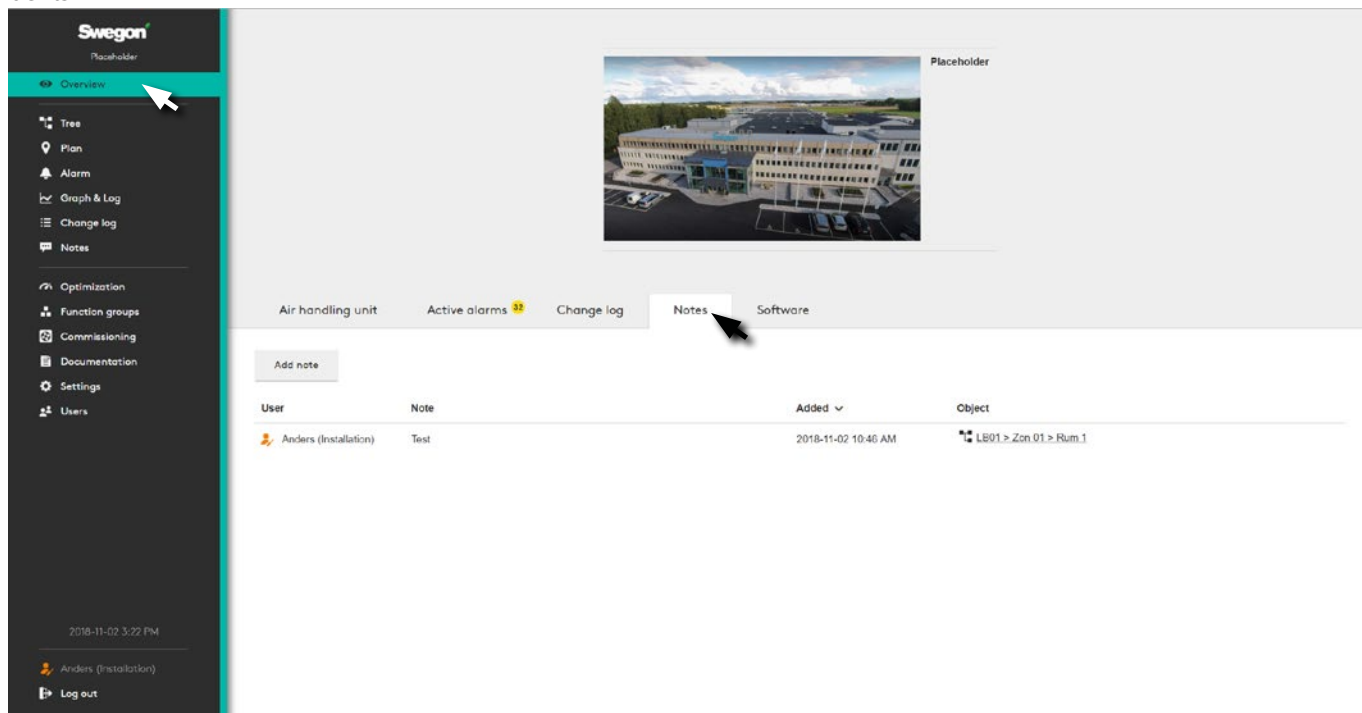 Swegon
Placeholder
Overview
Tree
Plan
Alarm
Graph & Log
Change log
Notes
Optimization
Function groups
Commissioning
Documentation
Settings
Users
2018-11-02 3:22 PM
Anders (Installation)
Log out
Placeholder
Swegon
Air handling unit Active alarms 32 Change log Notes Software
Add note
User Note Added Object
Anders (Installation) Test 2018-11-02 10:46 AM LB01 > Zon 01 > Rum 1